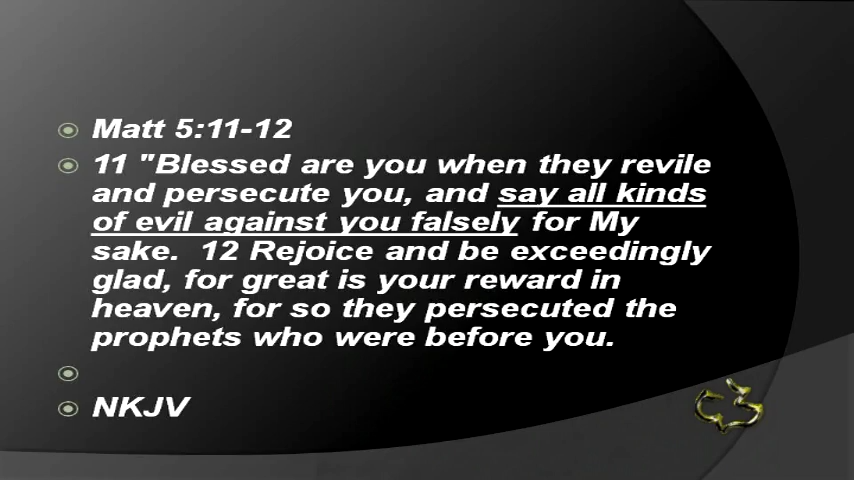 Matt 5:11-12
11 "Blessed are you when they revile
and persecute you, and say all kinds
of evil against you falsely for My
sake.  12 Rejoice and be exceedingly
glad, for great is your reward in
heaven, for so they persecuted the
prophets who were before you.
NKJV